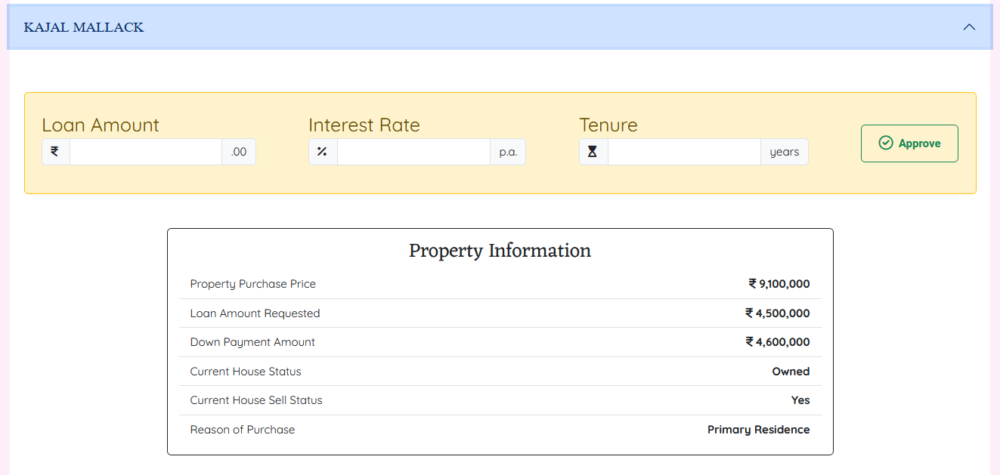 KAJAL MALLACK
Loan Amount Interest Rate Tenure
₹ .00 % p.a. years Approve
Property Information
Property Purchase Price ₹ 9,100,000
Loan Amount Requested ₹ 4,500,000
Down Payment Amount ₹ 4,600,000
Current House Status Owned
Current House Sell Status Yes
Reason of Purchase Primary Residence